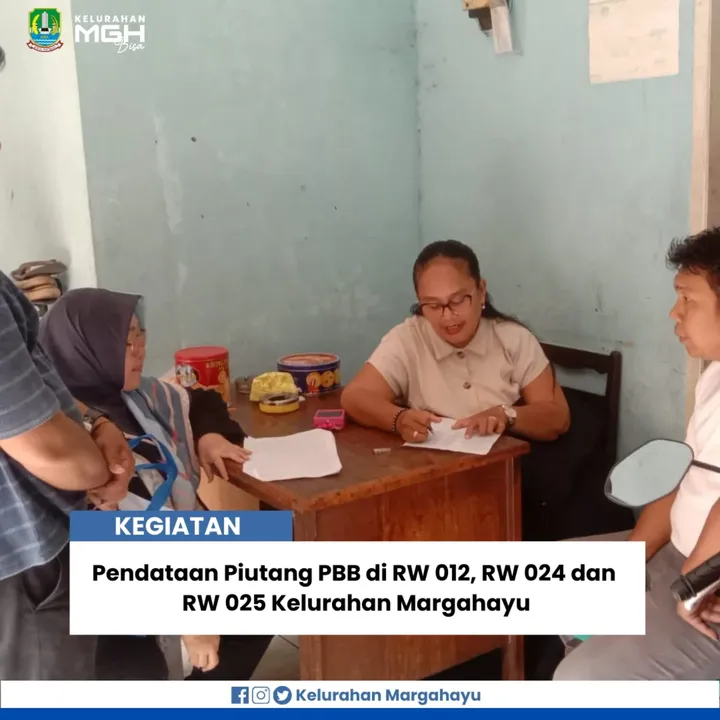 KELURAHAN
MGH
Bisa
KEGIATAN
Pendataan Piutang PBB di RW 012, RW 024 dan
RW 025 Kelurahan Margahayu
Kelurahan Margahayu